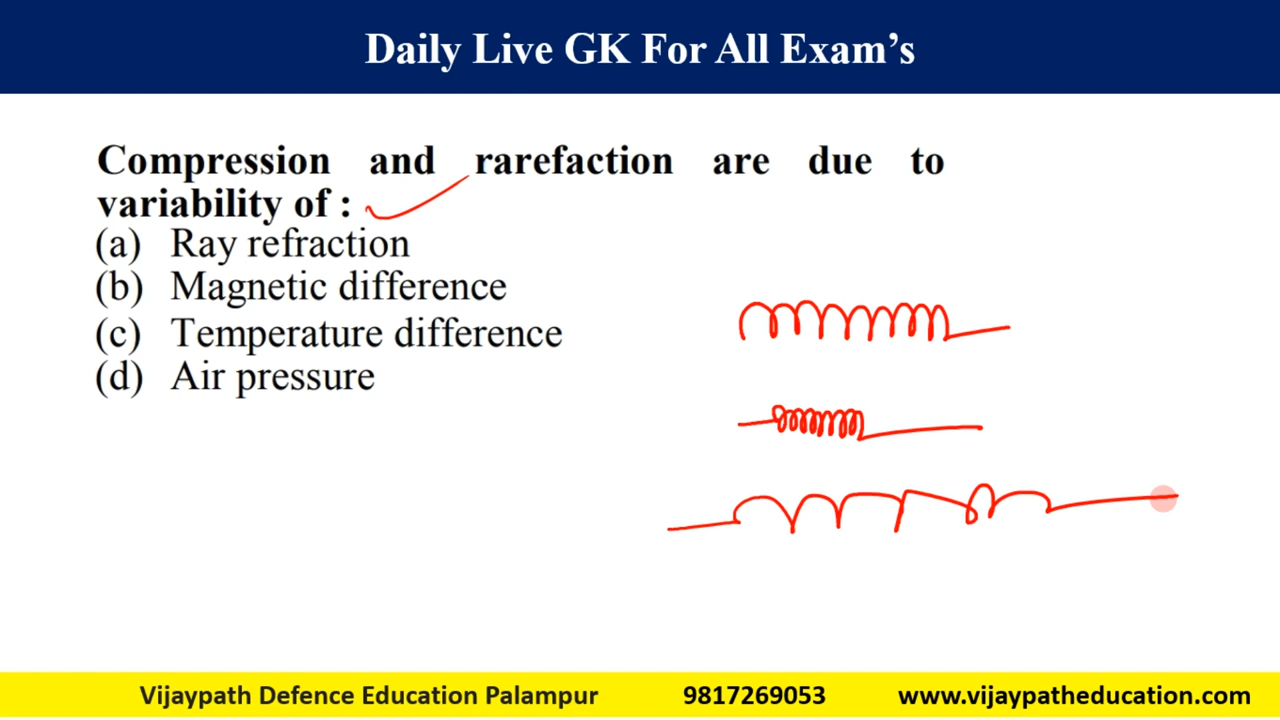 Daily Live GK For All Exam's
Compression and rarefaction are due to
variability of :
(a) Ray refraction
(b) Magnetic difference
(c) Temperature difference
(d) Air pressure
Vijaypath Defence Education Palampur 9817269053 www.vijaypatheducation.com